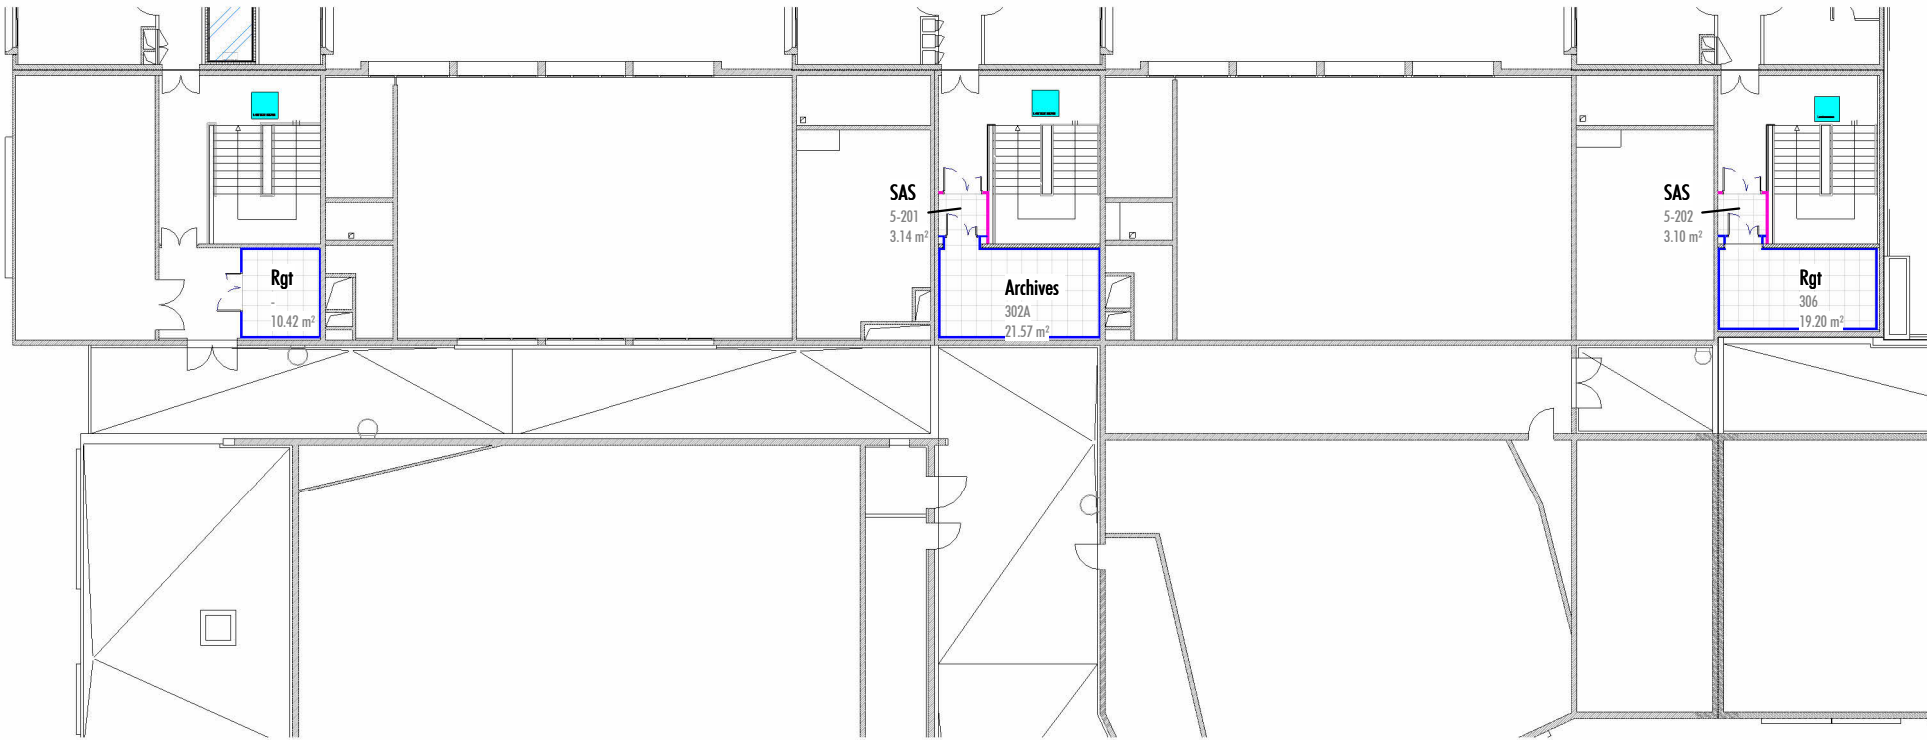 SAS
5-201
3.14 m²
SAS
5-202
3.10 m²
Rgt
-
10.42 m²
Archives
302A
21.57 m²
Rgt
306
19.20 m²